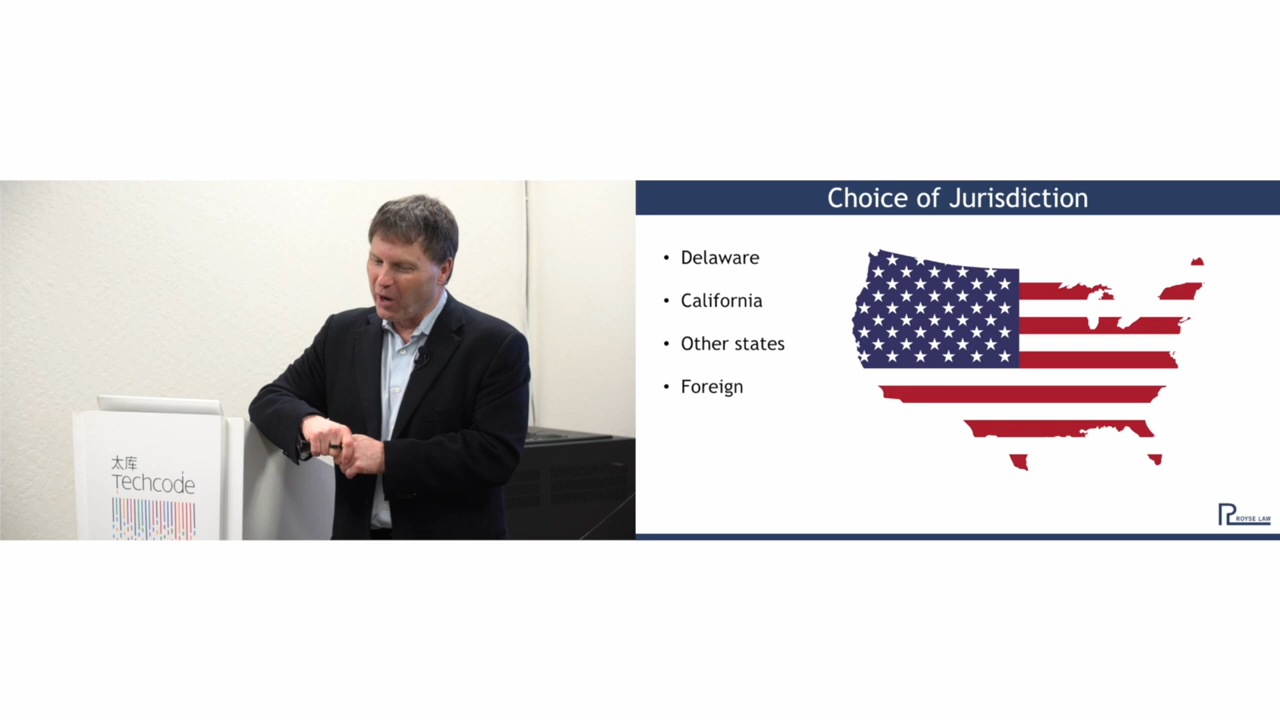 太库
Techcode
Choice of Jurisdiction
• Delaware
• California
• Other states
• Foreign
ROYSE LAW